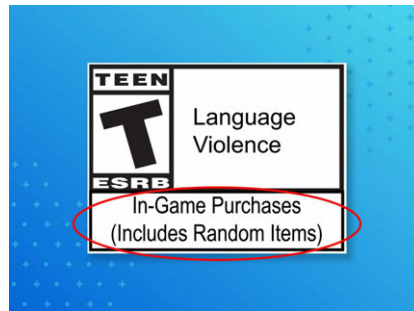 TEEN
T
ESRB
Language
Violence
In-Game Purchases
(Includes Random Items)